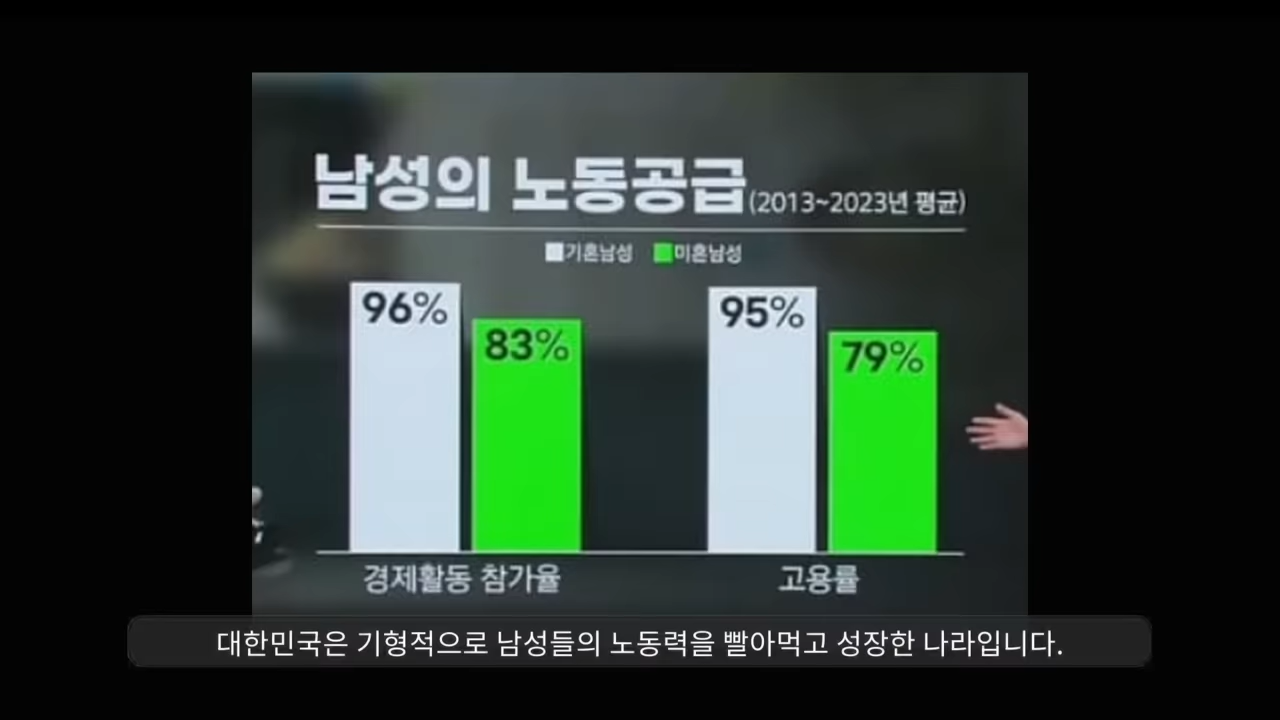 남성의 노동공급(2013~2023년 평균)
기혼남성 미혼남성
96% 83% 95% 79%
경제활동 참가율 고용률
대한민국은 기형적으로 남성들의 노동력을 빨아먹고 성장한 나라입니다.